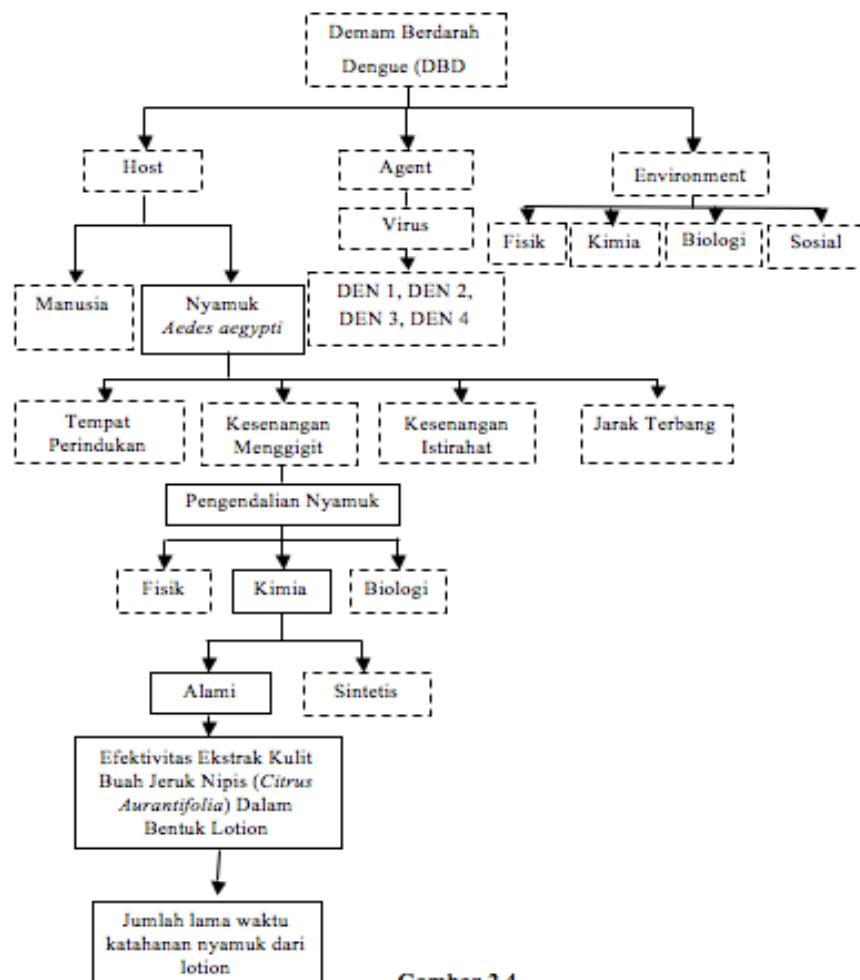 Demam Berdarah
Dengue (DBD
Host
Agent
Environment
Virus
Fisik
Kimia
Biologi
Sosial
Manusia
Nyamuk
Aedes aegypti
DEN 1, DEN 2,
DEN 3, DEN 4
Tempat
Perindukan
Kesenangan
Menggigit
Kesenangan
Istirahat
Jarak Terbang
Pengendalian Nyamuk
Fisik
Kimia
Biologi
Alami
Sintetis
Efektivitas Ekstrak Kulit
Buah Jeruk Nipis (Citrus
Aurantifolia) Dalam
Bentuk Lotion
Jumlah lama waktu
katahanan nyamuk dari
lotion
Gambar 2.4